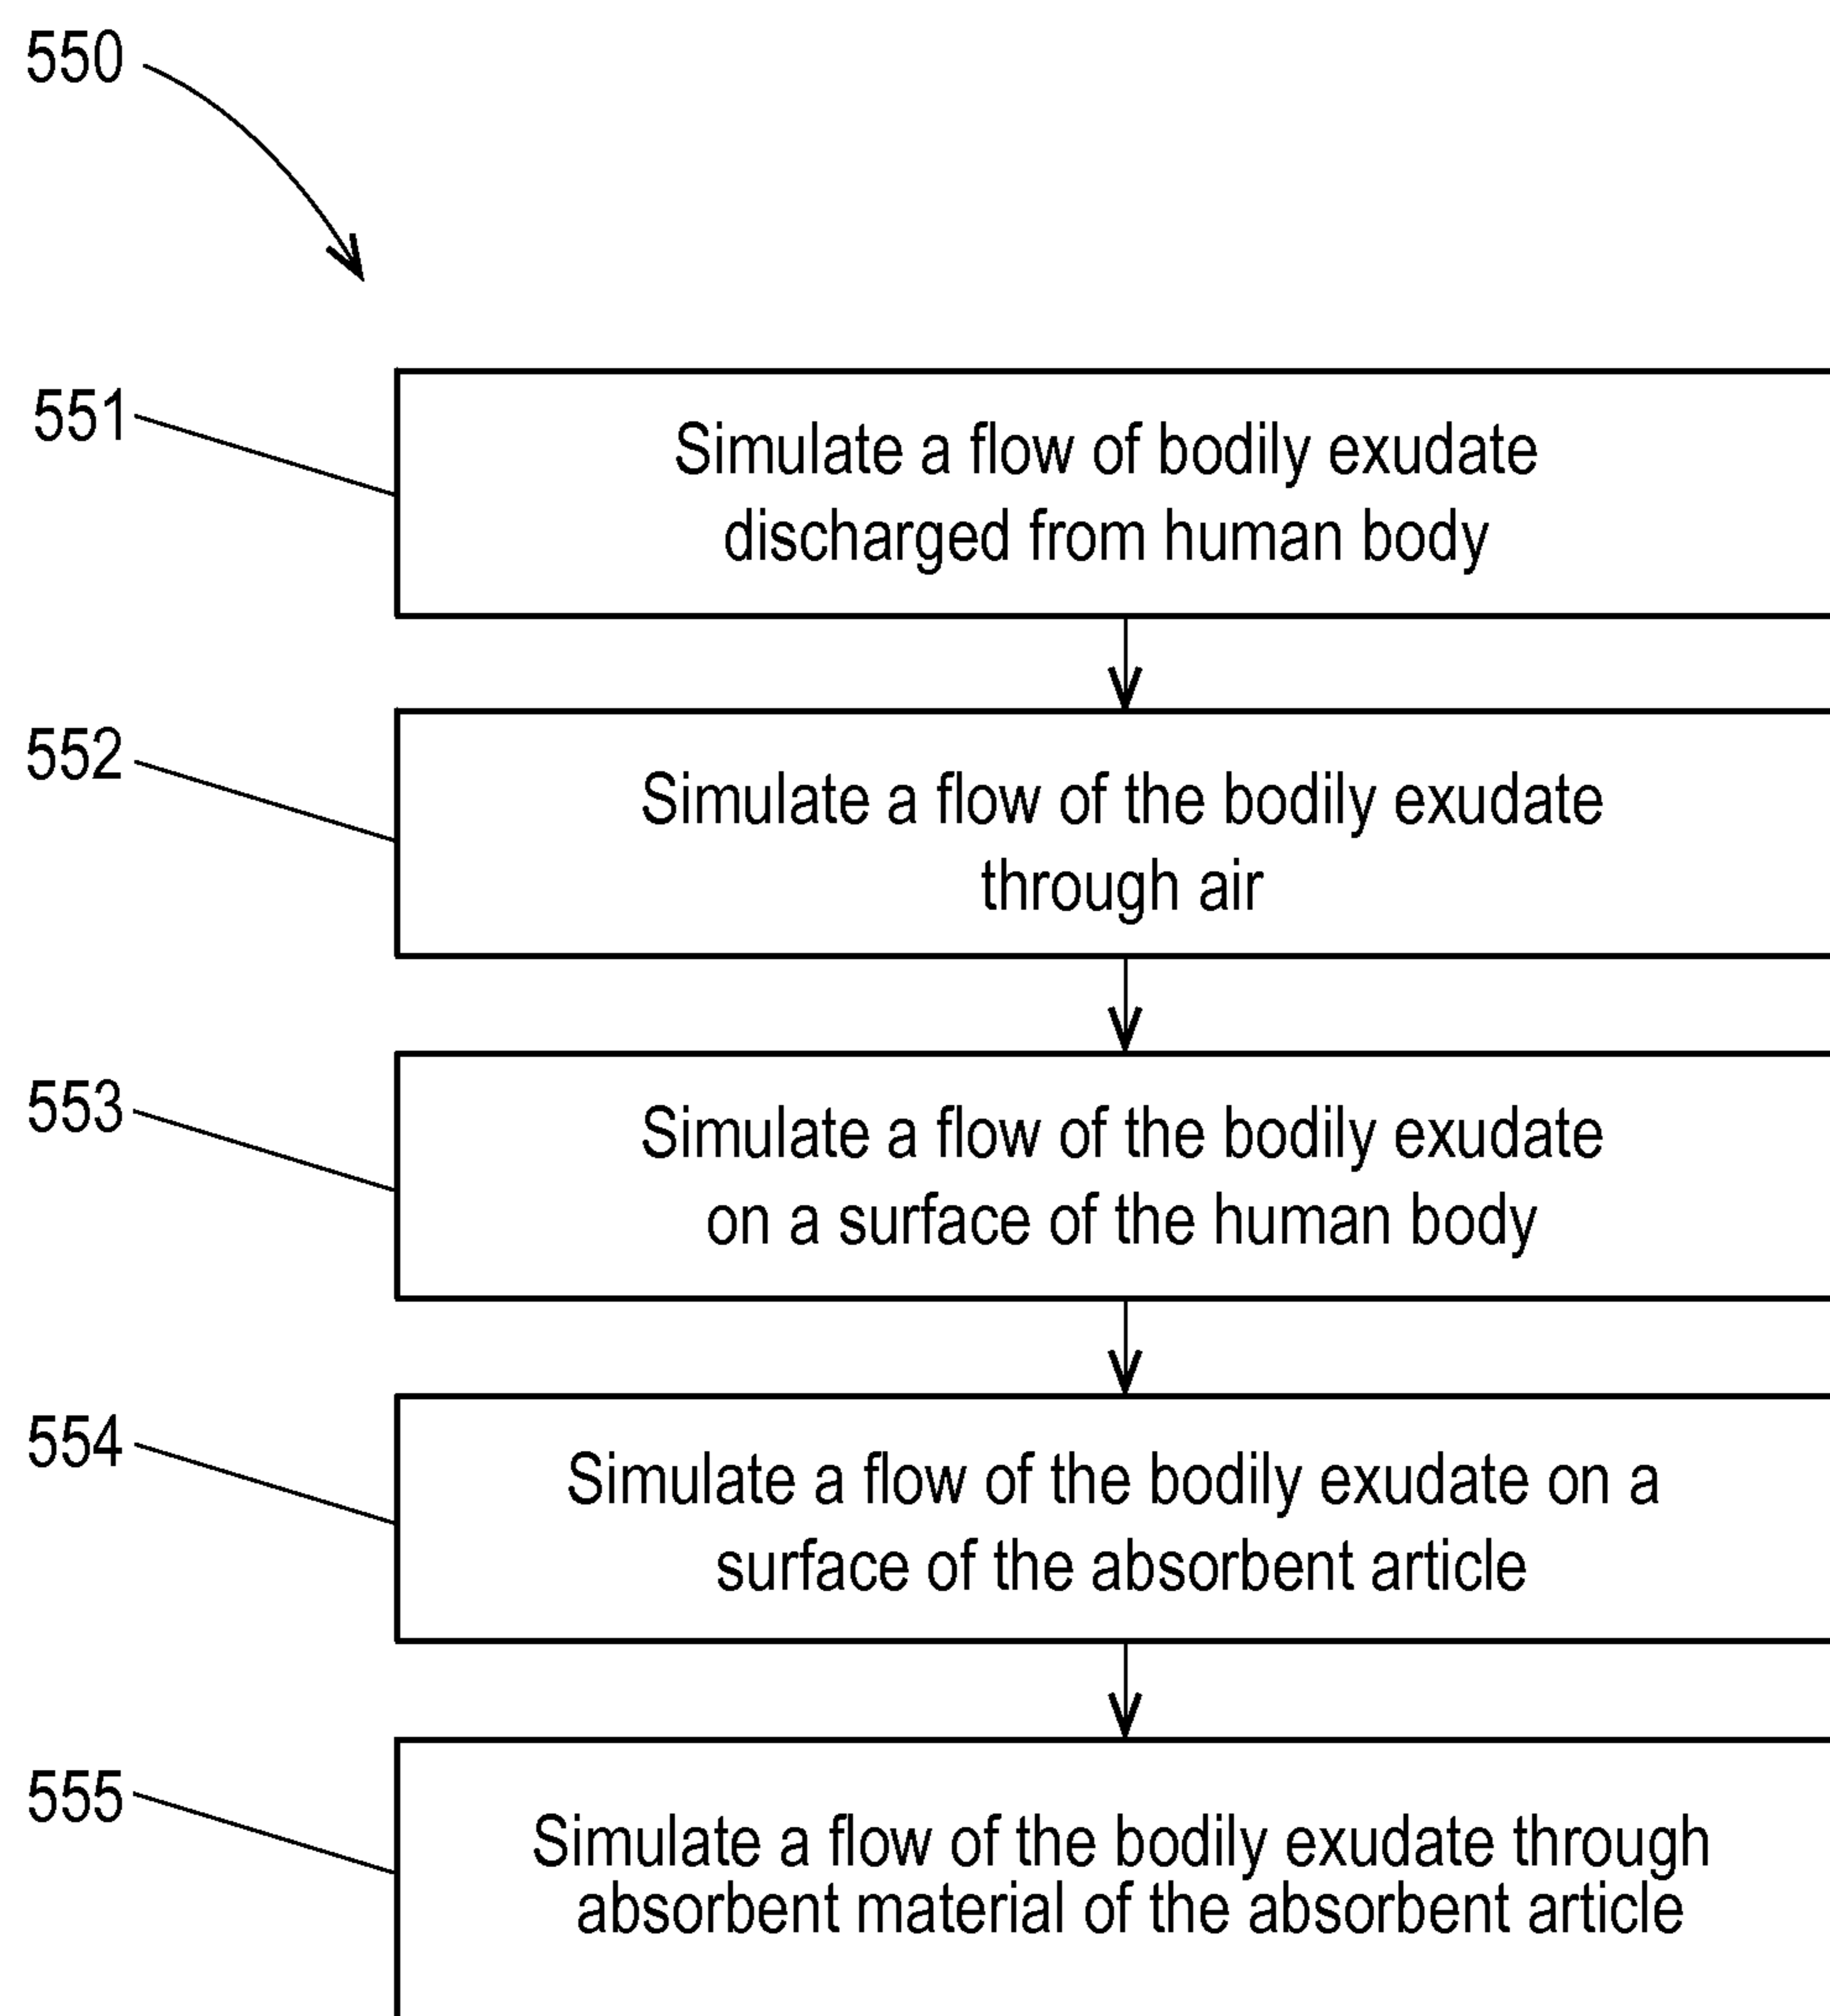 550
551
Simulate a flow of bodily exudate
discharged from human body
552
Simulate a flow of the bodily exudate
through air
553
Simulate a flow of the bodily exudate
on a surface of the human body
554
Simulate a flow of the bodily exudate on a
surface of the absorbent article
555
Simulate a flow of the bodily exudate through
absorbent material of the absorbent article